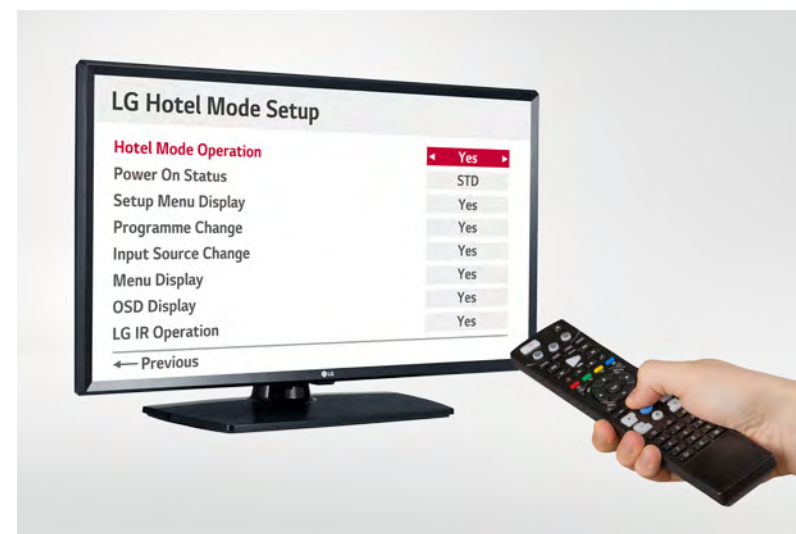 LG Hotel Mode Setup
Hotel Mode Operation Yes
Power On Status STD
Setup Menu Display Yes
Programme Change Yes
Input Source Change Yes
Menu Display Yes
OSD Display Yes
LG IR Operation Yes
Previous
LG